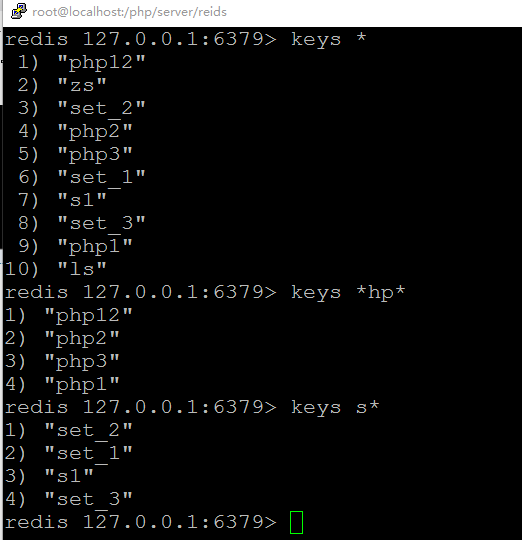 root@localhost:/php/server/reids
redis 127.0.0.1:6379> keys *
1) "php12"
2) "zs"
3) "set_2"
4) "php2"
5) "php3"
6) "set_1"
7) "s1"
8) "set_3"
9) "php1"
10) "ls"
redis 127.0.0.1:6379> keys *hp*
1) "php12"
2) "php2"
3) "php3"
4) "php1"
redis 127.0.0.1:6379> keys s*
1) "set_2"
2) "set_1"
3) "s1"
4) "set_3"
redis 127.0.0.1:6379>